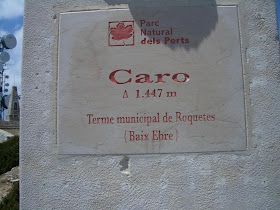 Parc
Natural
dels Ports
Caro
Δ 1.447 m
Terme municipal de Roquetes
(Baix Ebre)